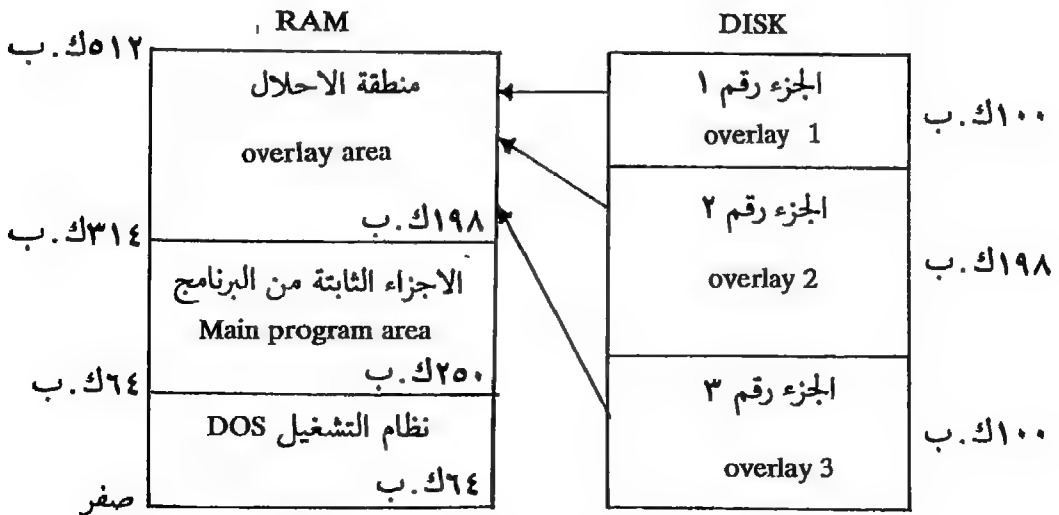 RAM
DISK
٥١٢ك.ب
منطقة الاحلال
overlay area
١٩٨ك.ب
٣١٤ك.ب
الاجزاء الثابتة من البرنامج
Main program area
٢٥٠ك.ب
٦٤ك.ب
نظام التشغيل DOS
٦٤ك.ب
صفر
الجزء رقم ١
overlay 1
١٠٠ك.ب
الجزء رقم ٢
overlay 2
١٩٨ك.ب
الجزء رقم ٣
overlay 3
١٠٠ك.ب